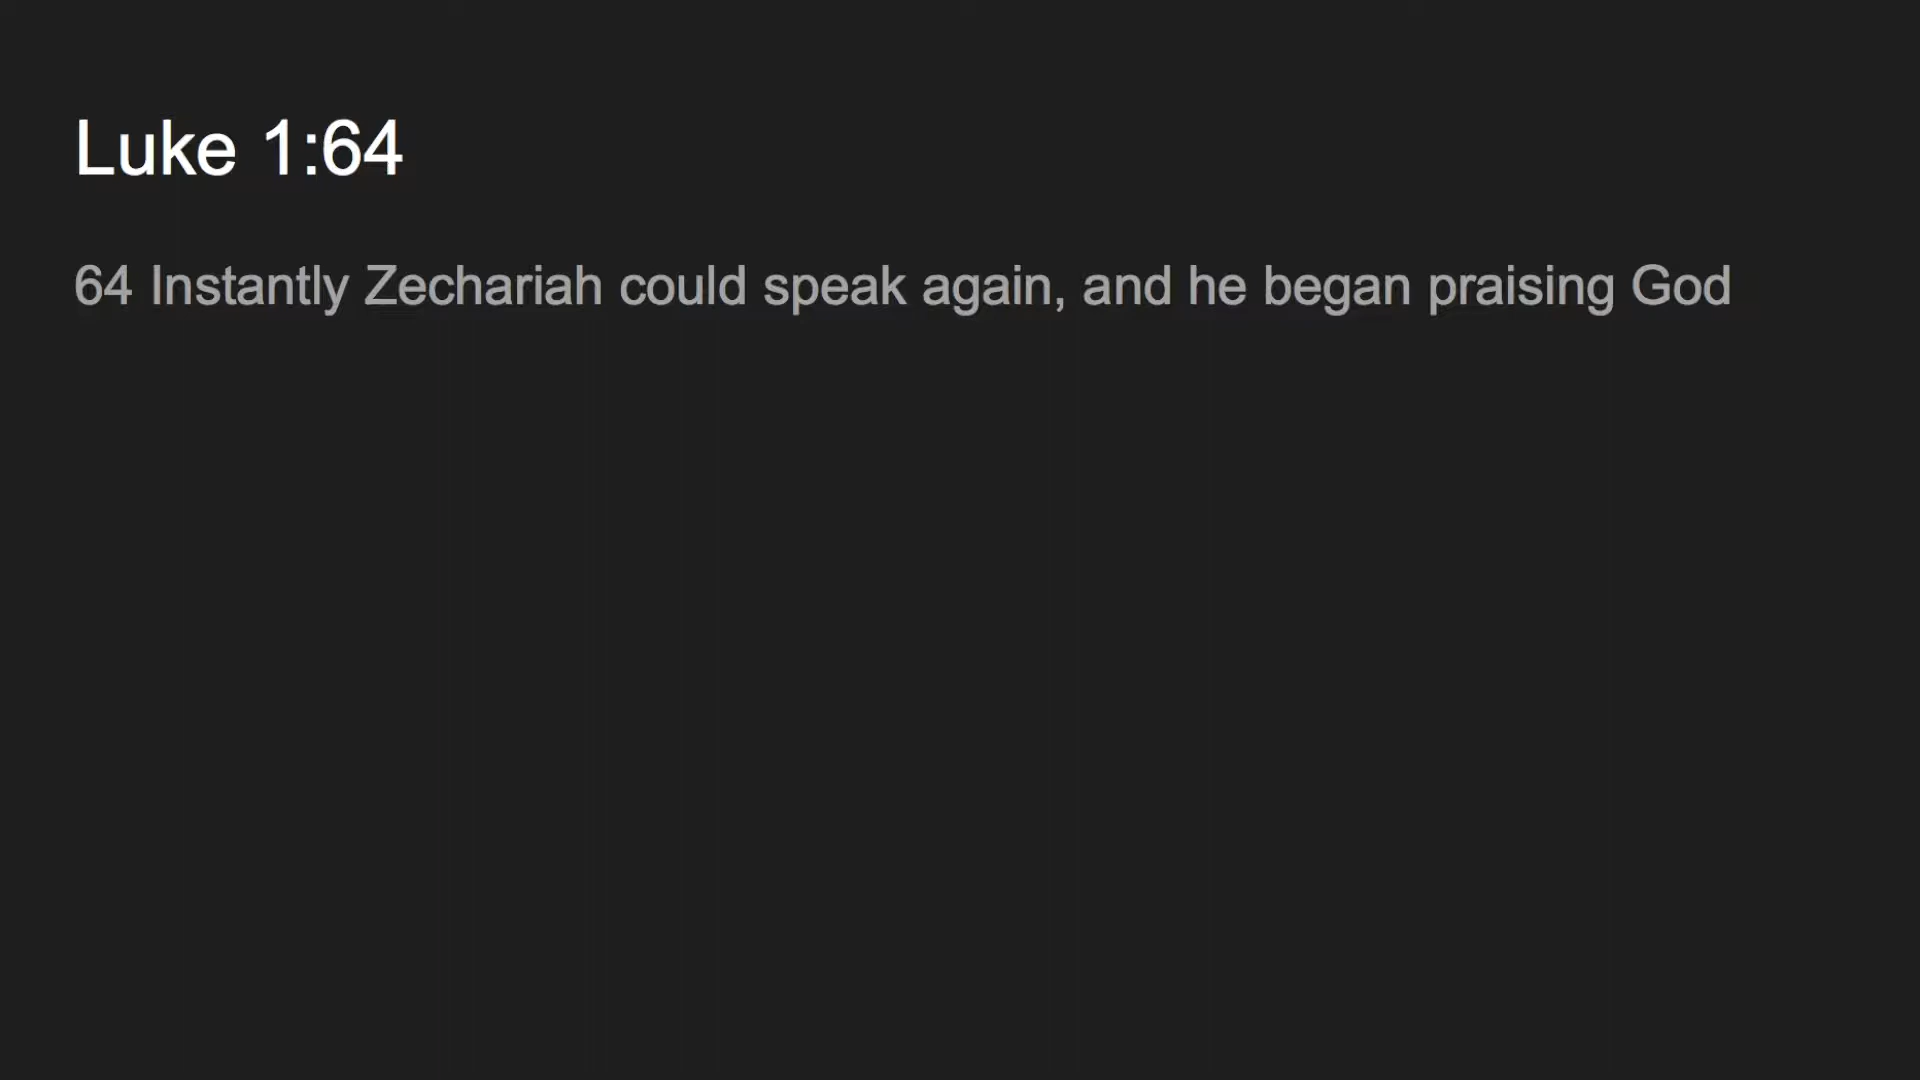 Luke 1:64
64 Instantly Zechariah could speak again, and he began praising God